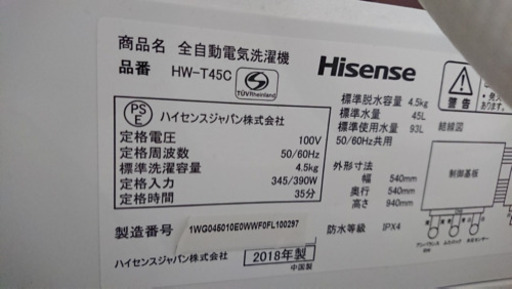 商品名 全自動電気洗濯機
品番 HW-T45C
TÜVRheinland
Hisense
PSE
ハイセンスジャパン株式会社
定格電圧 100V
定格周波数 50/60Hz
標準洗濯容量 4.5kg
定格入力 345/390W
定格時間 35分
製造番号 1WG045010E0WWF0FL100297
ハイセンスジャパン株式会社 2018年製
中国製
標準脱水容量 4.5kg
標準水量 45L
標準使用水量 93L
50/60Hz共用
外形寸法
幅 540mm
奥行 540mm
高さ 940mm
防水等級 IPX4
警告
結線図
制御基板